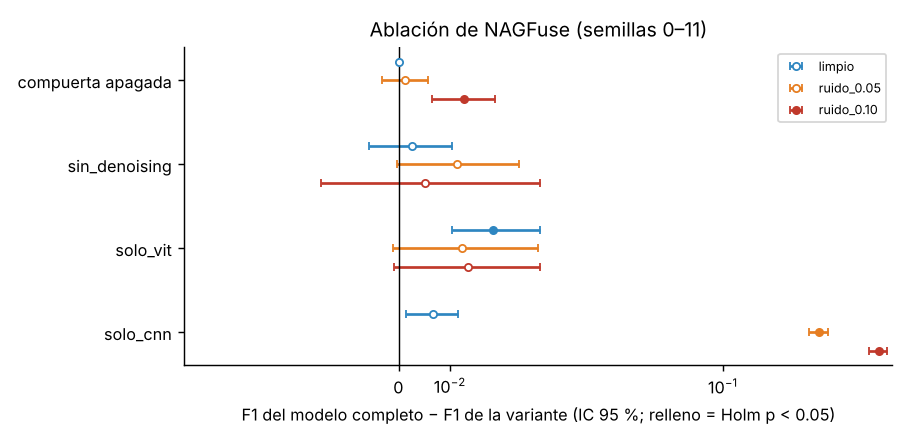 Ablación de NAGFuse (semillas 0–11)
limpio
ruido_0.05
ruido_0.10
compuerta apagada
sin_denoising
solo_vit
solo_cnn
0 10⁻² 10⁻¹
F1 del modelo completo − F1 de la variante (IC 95 %; relleno = Holm p < 0.05)